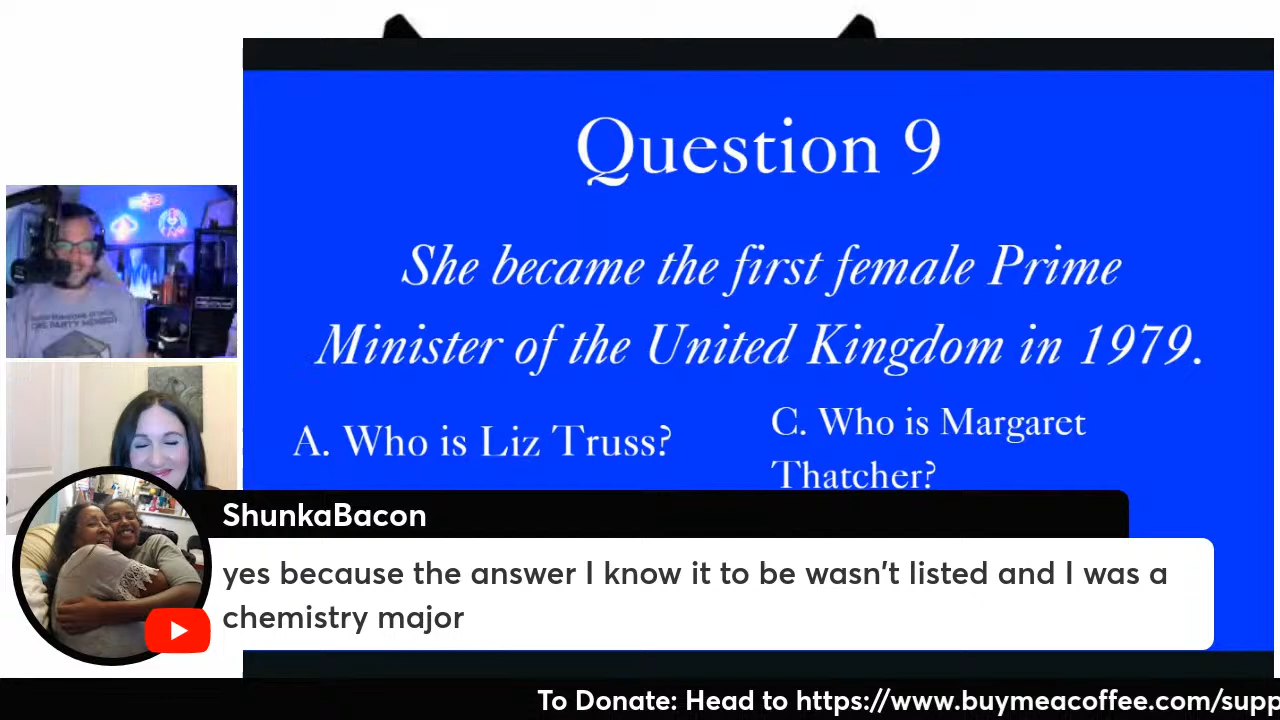 Question 9
She became the first female Prime
Minister of the United Kingdom in 1979.
A. Who is Liz Truss?
C. Who is Margaret
Thatcher?
ShunkaBacon
yes because the answer I know it to be wasn't listed and I was a
chemistry major
To Donate: Head to https://www.buymeacoffee.com/supp